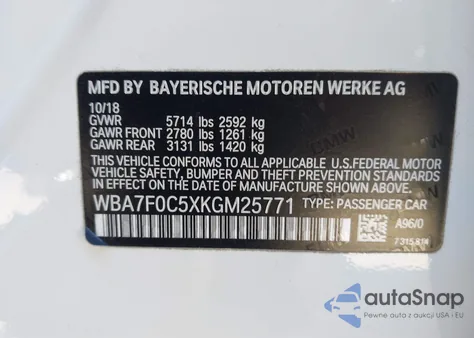 MFD BY BAYERISCHE MOTOREN WERKE AG
10/18
GVWR 5714 lbs 2592 kg
GAWR FRONT 2780 lbs 1261 kg
GAWR REAR 3131 lbs 1420 kg
THIS VEHICLE CONFORMS TO ALL APPLICABLE U.S.FEDERAL MOTOR
VEHICLE SAFETY, BUMPER AND THEFT PREVENTION STANDARDS
IN EFFECT ON THE DATE OF MANUFACTURE SHOWN ABOVE.
WBA7F0C5XKGM25771 TYPE: PASSENGER CAR
A96/0
7315814
autoSnap
Pewne auta z aukcji USA i EU